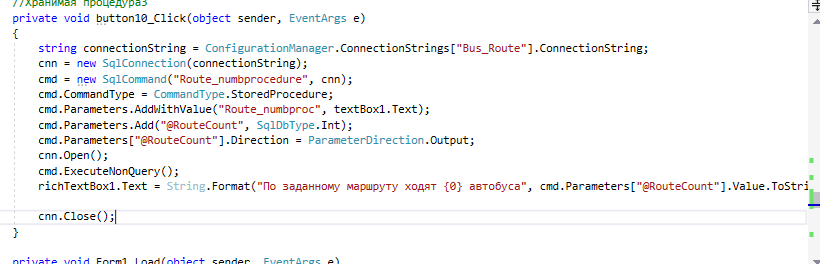 //Хранимая процедура3
private void button10_Click(object sender, EventArgs e)
{
string connectionString = ConfigurationManager.ConnectionStrings["Bus_Route"].ConnectionString;
cnn = new SqlConnection(connectionString);
cmd = new SqlCommand("Route_numbprocedure", cnn);
cmd.CommandType = CommandType.StoredProcedure;
cmd.Parameters.AddWithValue("Route_numbproc", textBox1.Text);
cmd.Parameters.Add("@RouteCount", SqlDbType.Int);
cmd.Parameters["@RouteCount"].Direction = ParameterDirection.Output;
cnn.Open();
cmd.ExecuteNonQuery();
richTextBox1.Text = String.Format("По заданному маршруту ходят {0} автобуса", cmd.Parameters["@RouteCount"].Value.ToStri
cnn.Close();
}
private void Form1_Load(object sender, EventArgs e)